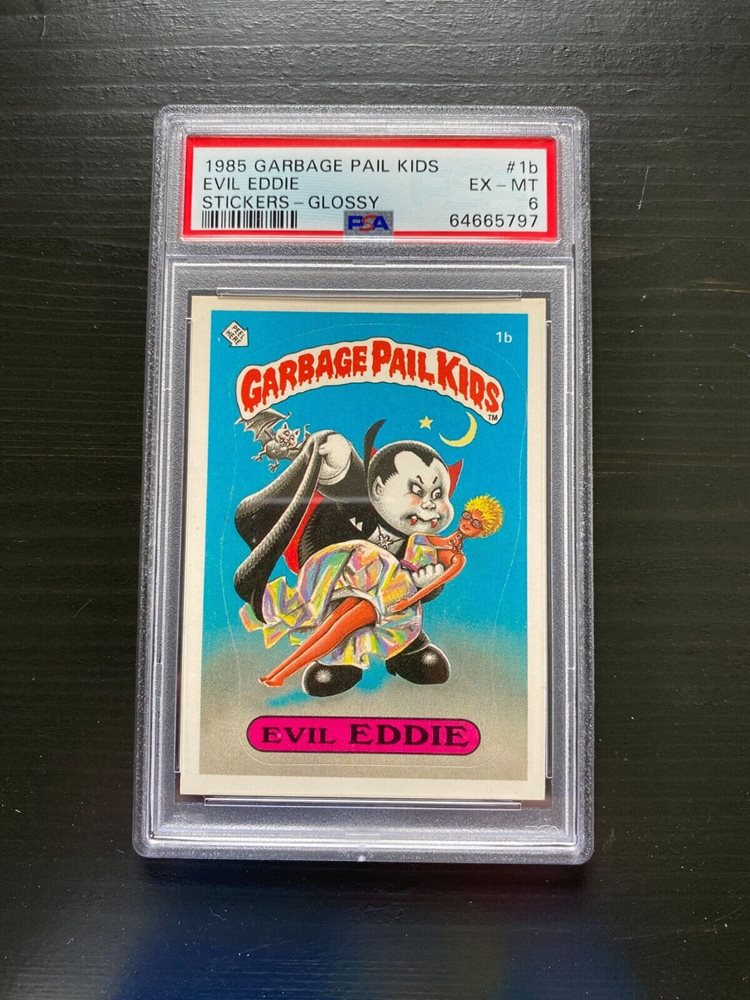 1985 GARBAGE PAIL KIDS #1b
EVIL EDDIE EX - MT
STICKERS - GLOSSY 6
PSA 64665797
PEEL HERE
1b
GARBAGE PAIL KIDS
TM
EVIL EDDIE